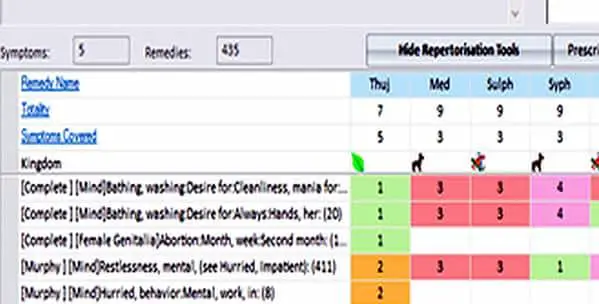 Symptoms: 5 Remedies: 435 Hide Repertorisation Tools Prescri
Remedy Name Thuj Med Sulph Syph
Totality 7 9 9 9
Symptoms Covered 5 3 3 3
Kingdom
[Complete ] [Mind]Bathing, washing:Desire for:Cleanliness, mania for:... 1 3 3 4
[Complete ] [Mind]Bathing, washing:Desire for:Always:Hands, her: (20) 1 3 3 4
[Complete ] [female Genitalia]Abortion:Month, week:Second month: (1... 1
[Murphy ] [Mind]Restlessness, mental, (see Hurried, Impatient): (411) 2 3 3 1
[Murphy ] [Mind]Hurried, behavior:Mental, work, in: (8) 2